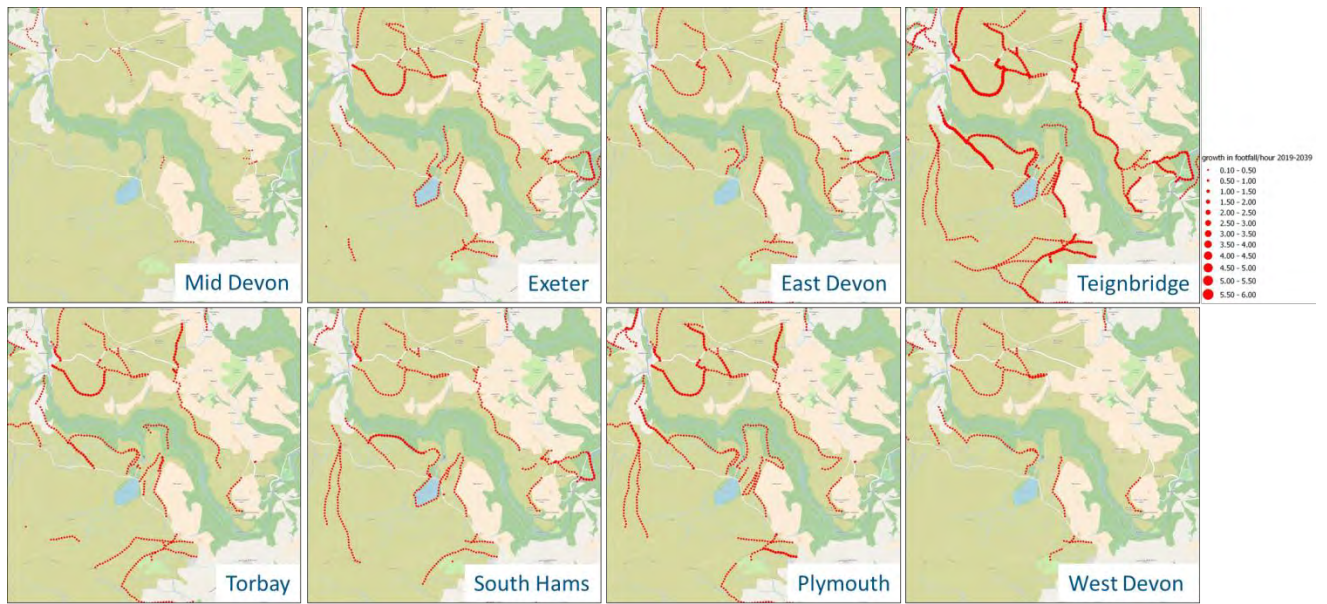 Mid Devon
Exeter
East Devon
Teignbridge
growth in footfall/hour 2019-2039
0.10 - 0.50
0.50 - 1.00
1.00 - 1.50
1.50 - 2.00
2.00 - 2.50
2.50 - 3.00
3.00 - 3.50
3.50 - 4.00
4.00 - 4.50
4.50 - 5.00
5.00 - 5.50
5.50 - 6.00
Torbay
South Hams
Plymouth
West Devon